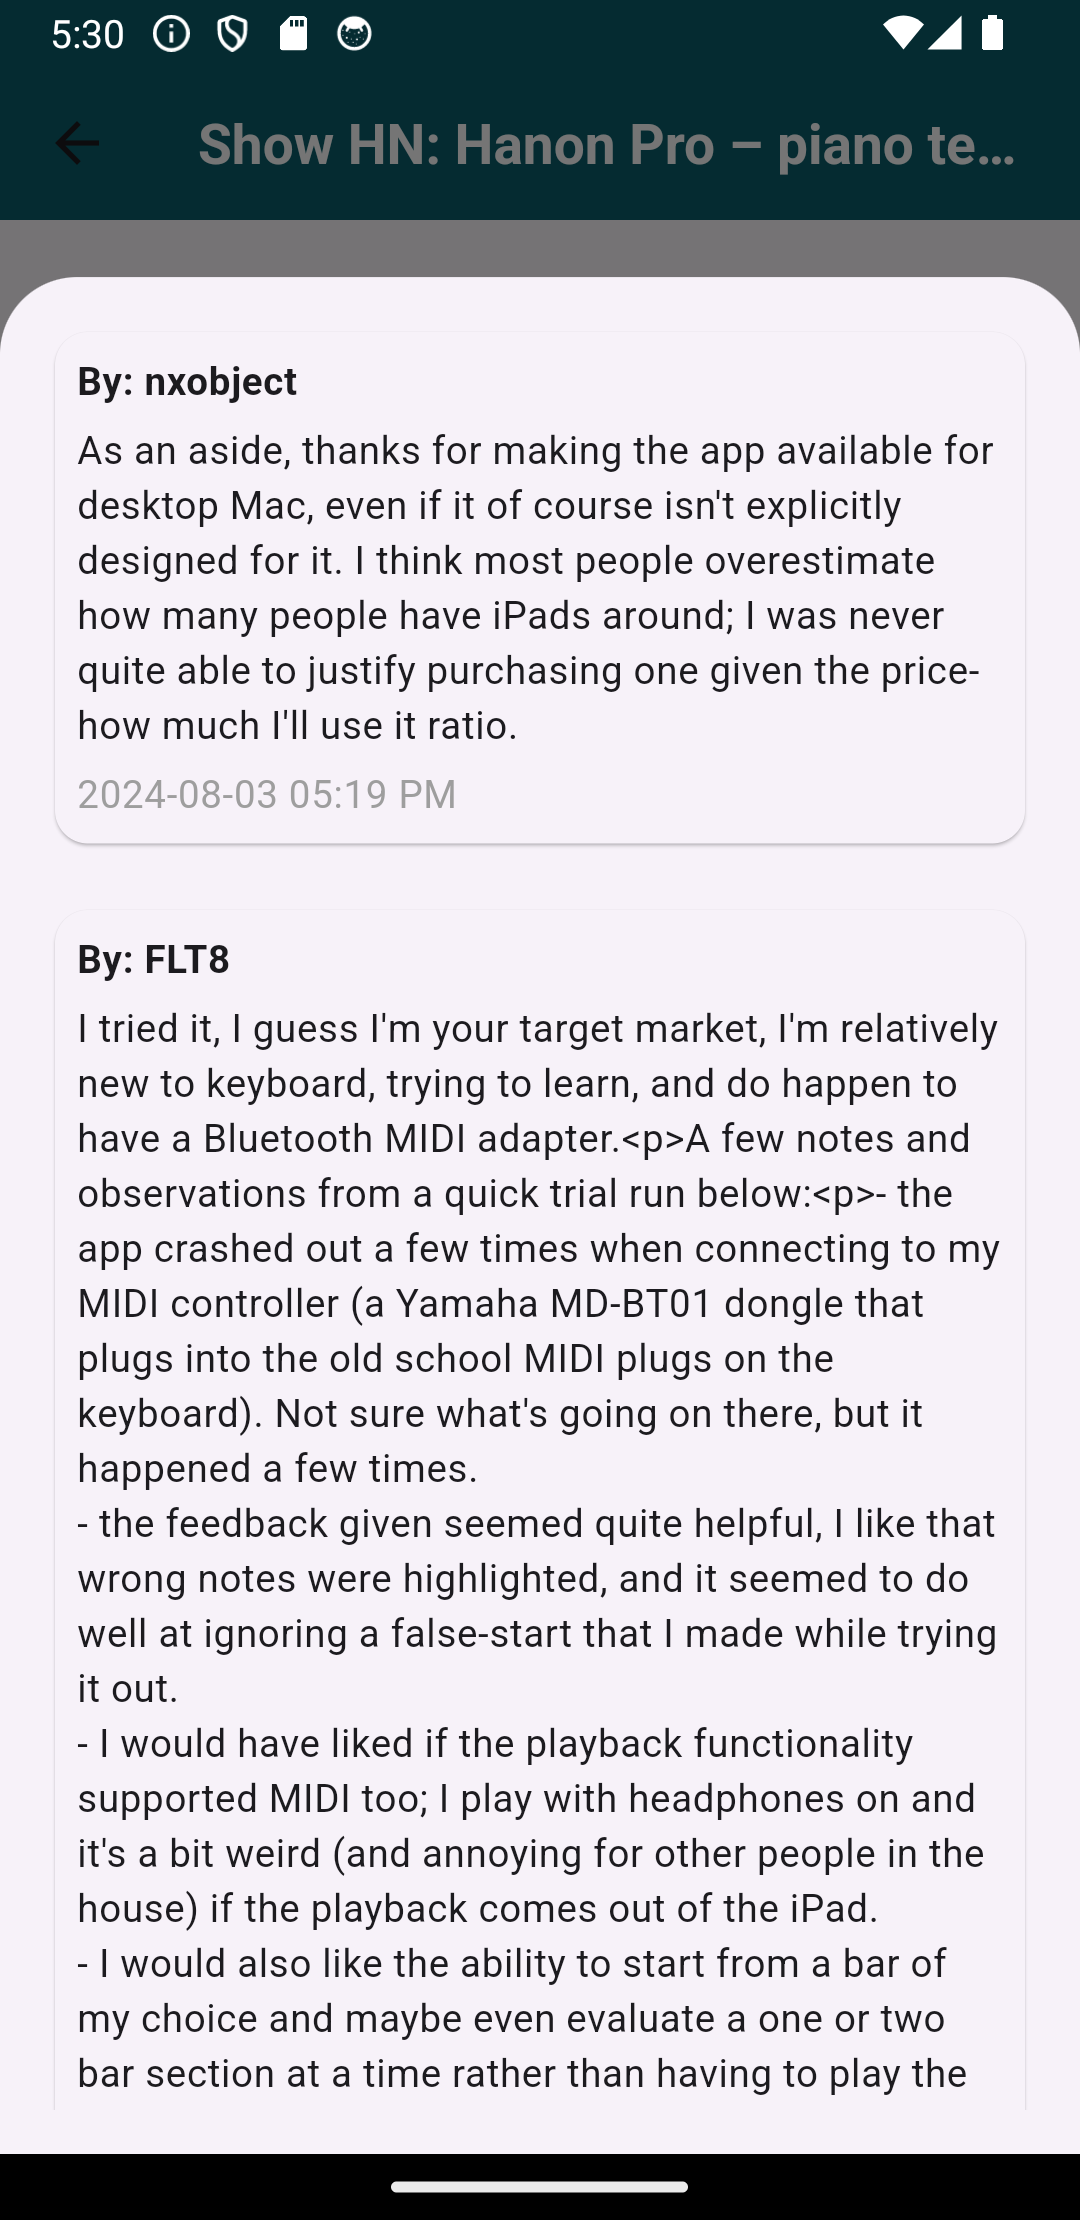 5:30
Show HN: Hanon Pro – piano te...
By: nxobject
As an aside, thanks for making the app available for
desktop Mac, even if it of course isn't explicitly
designed for it. I think most people overestimate
how many people have iPads around; I was never
quite able to justify purchasing one given the price-
how much I'll use it ratio.
2024-08-03 05:19 PM
By: FLT8
I tried it, I guess I'm your target market, I'm relatively
new to keyboard, trying to learn, and do happen to
have a Bluetooth MIDI adapter.<p>A few notes and
observations from a quick trial run below:<p>- the
app crashed out a few times when connecting to my
MIDI controller (a Yamaha MD-BT01 dongle that
plugs into the old school MIDI plugs on the
keyboard). Not sure what's going on there, but it
happened a few times.
- the feedback given seemed quite helpful, I like that
wrong notes were highlighted, and it seemed to do
well at ignoring a false-start that I made while trying
it out.
- I would have liked if the playback functionality
supported MIDI too; I play with headphones on and
it's a bit weird (and annoying for other people in the
house) if the playback comes out of the iPad.
- I would also like the ability to start from a bar of
my choice and maybe even evaluate a one or two
bar section at a time rather than having to play the